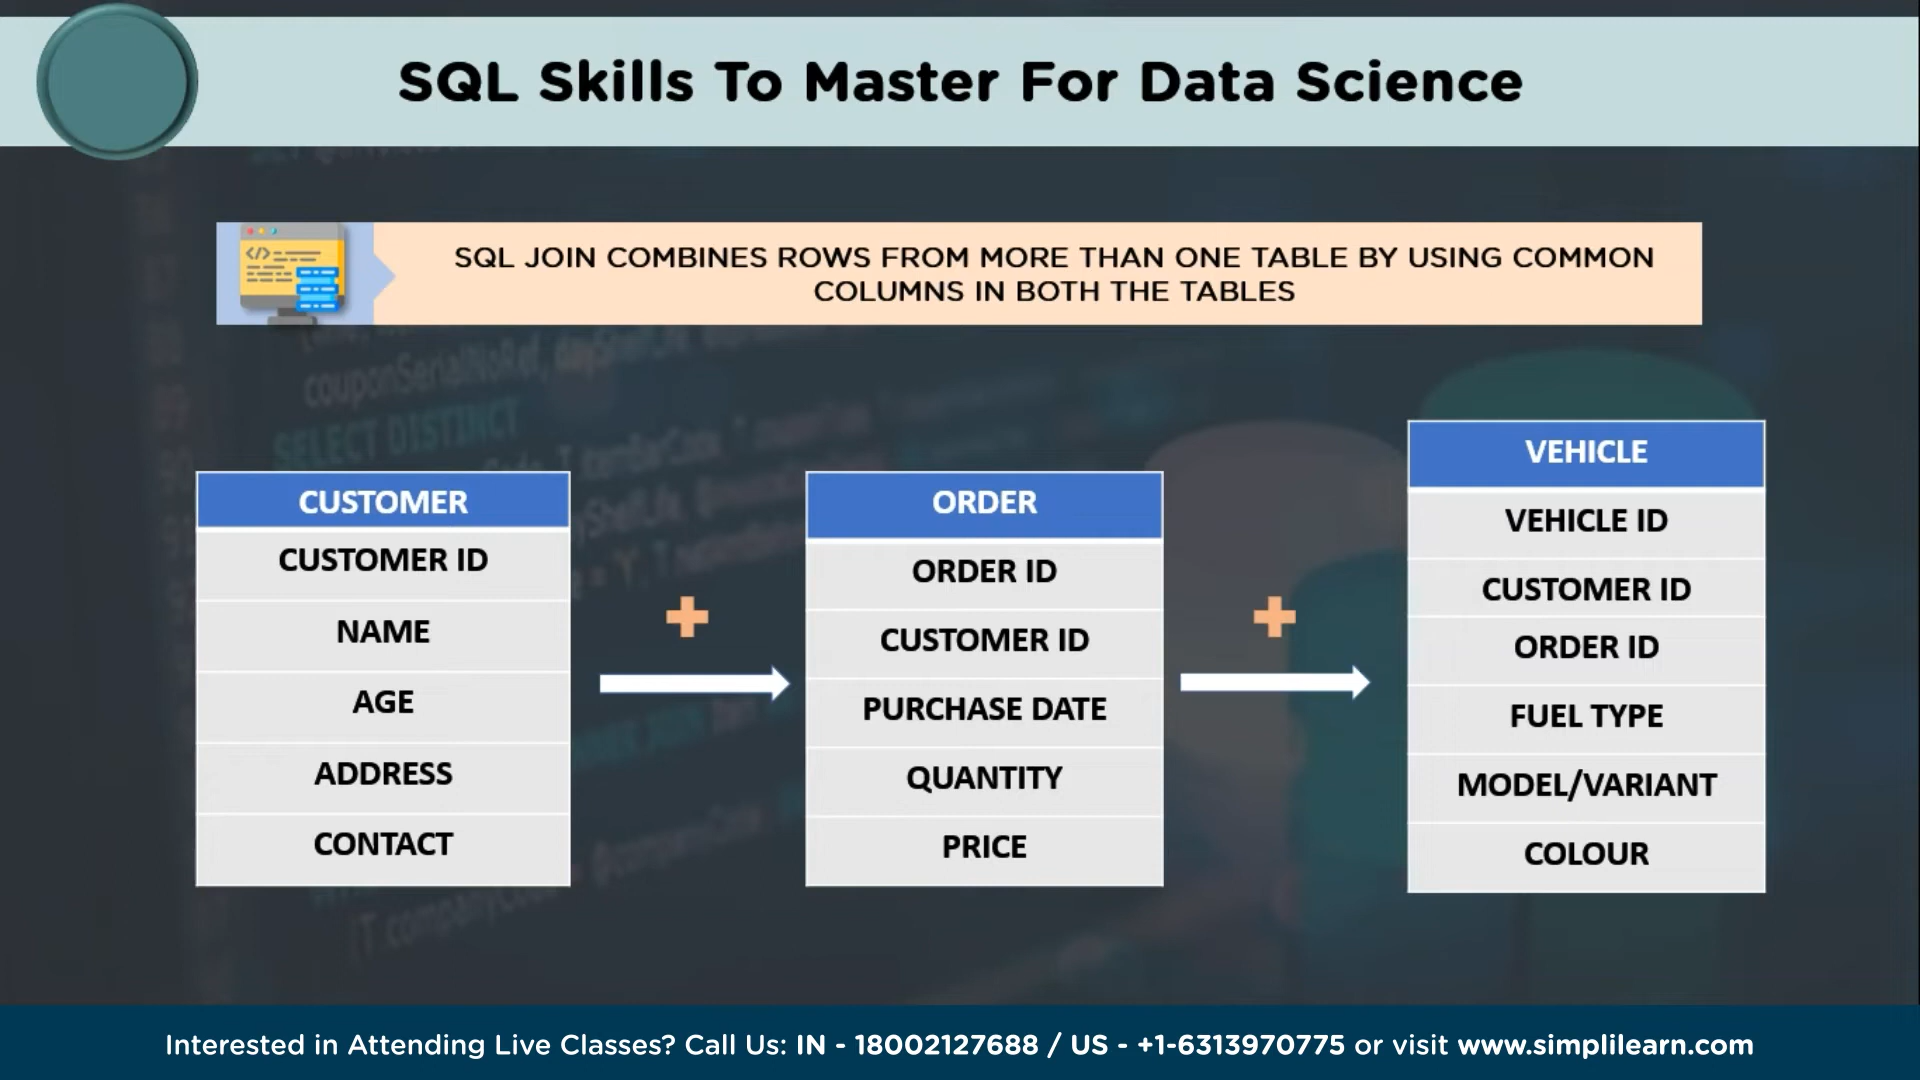 SQL Skills To Master For Data Science
SQL JOIN COMBINES ROWS FROM MORE THAN ONE TABLE BY USING COMMON
COLUMNS IN BOTH THE TABLES
couponSerialNoRef,
SELECT DISTINCT
CUSTOMER
CUSTOMER ID
NAME
AGE
ADDRESS
CONTACT
ORDER
ORDER ID
CUSTOMER ID
PURCHASE DATE
QUANTITY
PRICE
VEHICLE
VEHICLE ID
CUSTOMER ID
ORDER ID
FUEL TYPE
MODEL/VARIANT
COLOUR
Interested in Attending Live Classes? Call Us: IN - 18002127688 / US - +1-6313970775 or visit www.simplilearn.com